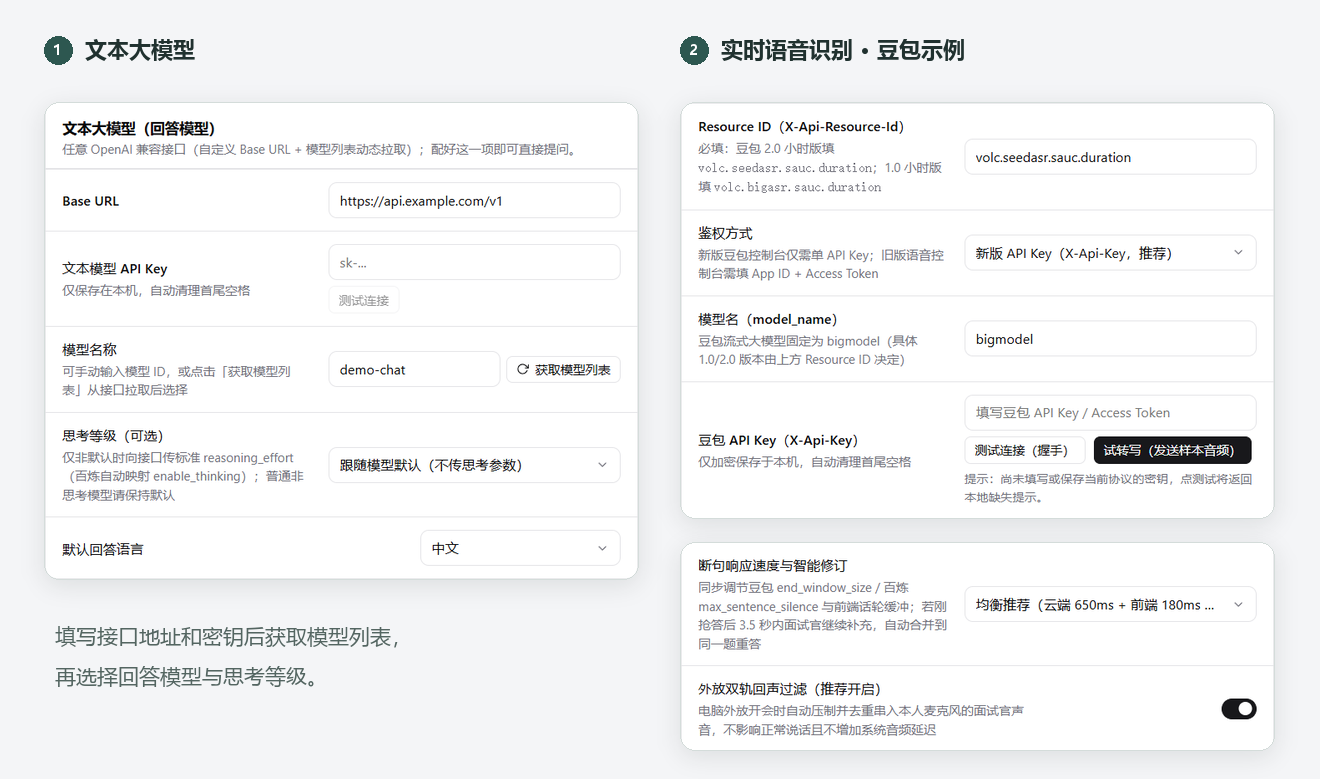 1 文本大模型
文本大模型（回答模型）
任意 OpenAI 兼容接口（自定义 Base URL + 模型列表动态拉取）；配好这一项即可直接提问。
Base URL
https://api.example.com/v1
文本模型 API Key
仅保存在本机，自动清理首尾空格
sk-...
测试连接
模型名称
可手动输入模型 ID，或点击「获取模型列
表」从接口拉取后选择
demo-chat
获取模型列表
思考等级（可选）
仅非默认时向接口传标准 reasoning_effort
（百炼自动映射 enable_thinking）；普通非
思考模型请保持默认
跟随模型默认（不传思考参数）
默认回答语言
中文
填写接口地址和密钥后获取模型列表，
再选择回答模型与思考等级。
2 实时语音识别 · 豆包示例
Resource ID（X-Api-Resource-Id）
必填：豆包 2.0 小时版填
volc.seedasr.sauc.duration；1.0 小时版
填 volc.bigasr.sauc.duration
volc.seedasr.sauc.duration
鉴权方式
新版豆包控制台仅需单 API Key；旧版语音控
制台需填 App ID + Access Token
新版 API Key（X-Api-Key，推荐）
模型名（model_name）
豆包流式大模型固定为 bigmodel（具体
1.0/2.0 版本由上方 Resource ID 决定）
bigmodel
豆包 API Key（X-Api-Key）
仅加密保存于本机，自动清理首尾空格
填写豆包 API Key / Access Token
测试连接（握手）
试转写（发送样本音频）
提示：尚未填写或保存当前协议的密钥，点测试将返回
本地缺失提示。
断句响应速度与智能修订
同步调节豆包 end_window_size / 百炼
max_sentence_silence 与前端话轮缓冲；若刚
抢答后 3.5 秒内面试官继续补充，自动合并到
同一题重答
均衡推荐（云端 650ms + 前端 180ms ...
外放双轨回声过滤（推荐开启）
电脑外放开会时自动压制并去重串入本人麦克风的面试官声
音，不影响正常说话且不增加系统音频延迟